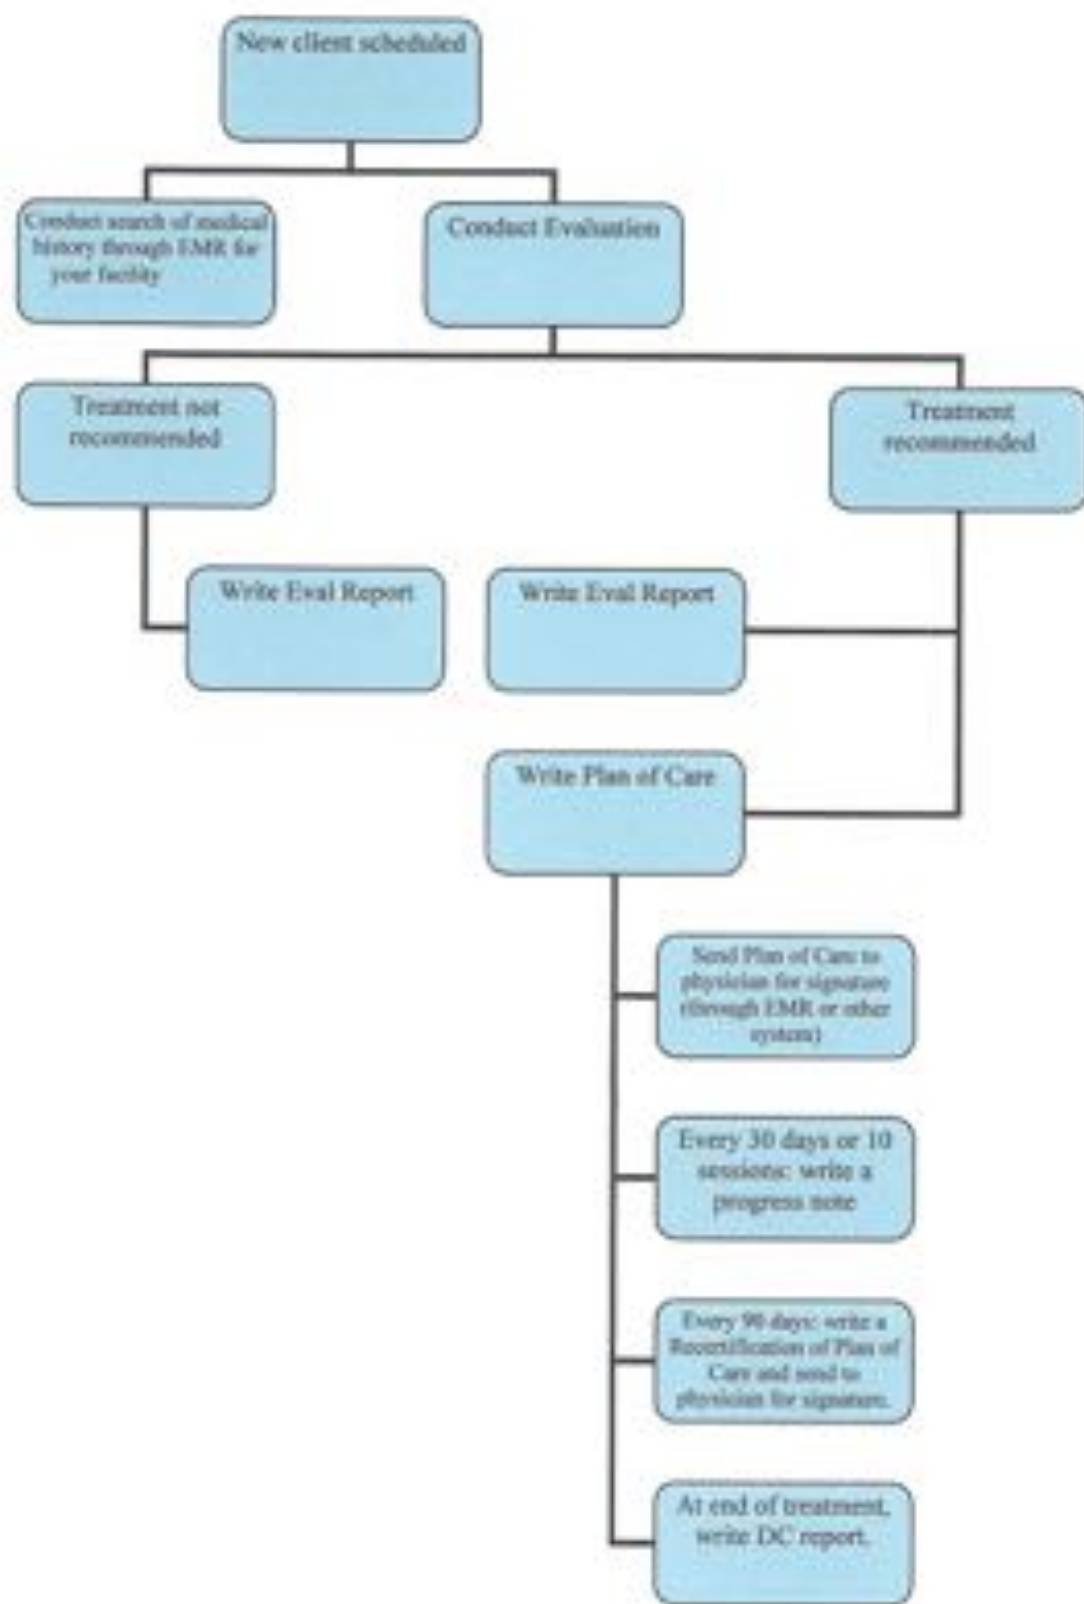 New client scheduled
Conduct search of medical
history through EMR for
your facility
Conduct Evaluation
Treatment not
recommended
Treatment
recommended
Write Eval Report
Write Eval Report
Write Plan of Care
Send Plan of Care to
physician for signature
(through EMR or other
system)
Every 30 days or 10
sessions: write a
progress note
Every 90 days: write a
Recertification of Plan of
Care and send to
physician for signature.
At end of treatment,
write DC report.